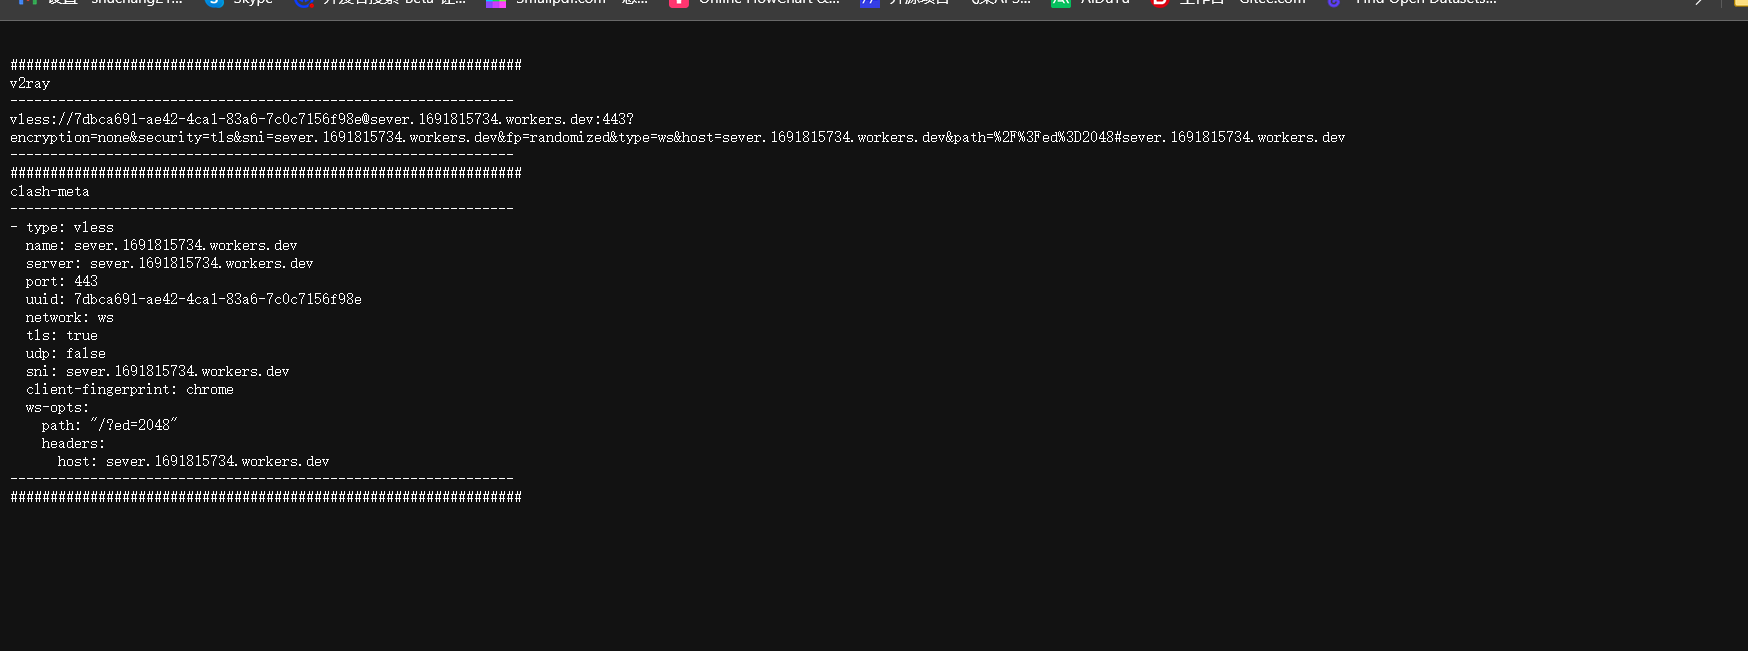 Skype
################################################################
v2ray
---------------------------------------------------------------
vless://7dbca691-ae42-4ca1-83a6-7c0c7156f98e@sever.1691815734.workers.dev:443?
encryption=none&security=tls&sni=sever.1691815734.workers.dev&fp=randomized&type=ws&host=sever.1691815734.workers.dev&path=%2F%3Fed%3D2048#sever.1691815734.workers.dev
---------------------------------------------------------------
################################################################
clash-meta
---------------------------------------------------------------
- type: vless
  name: sever.1691815734.workers.dev
  server: sever.1691815734.workers.dev
  port: 443
  uuid: 7dbca691-ae42-4ca1-83a6-7c0c7156f98e
  network: ws
  tls: true
  udp: false
  sni: sever.1691815734.workers.dev
  client-fingerprint: chrome
  ws-opts:
    path: "/?ed=2048"
    headers:
      host: sever.1691815734.workers.dev
---------------------------------------------------------------
################################################################